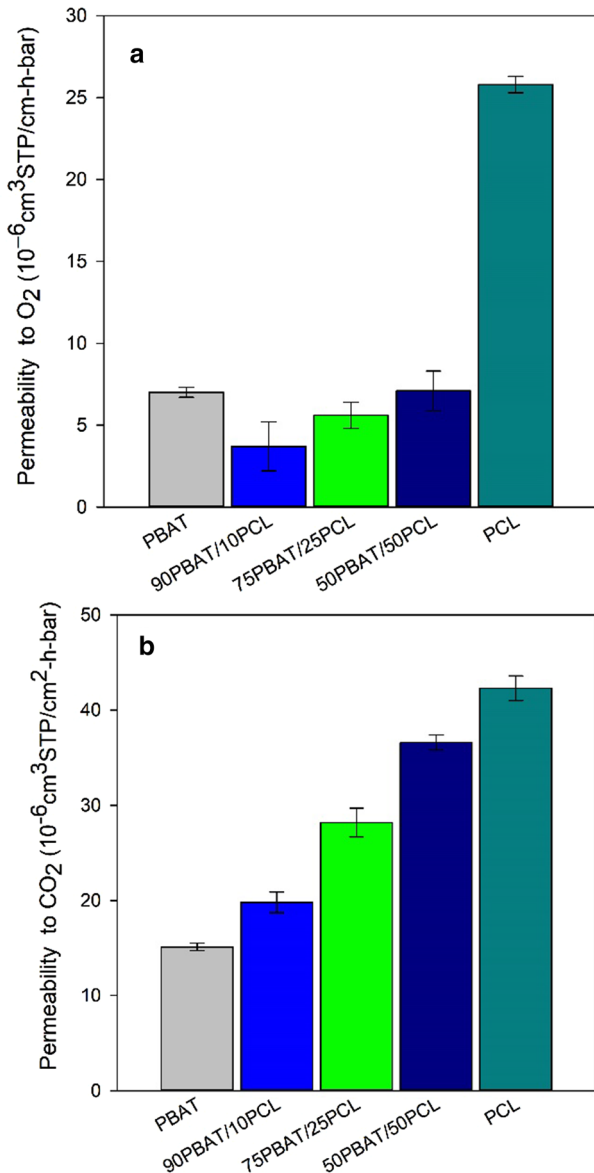 a
Permeability to O₂ (10⁻⁶cm³STP/cm-h-bar)
30
25
20
15
10
5
0
PBAT
90PBAT/10PCL
75PBAT/25PCL
50PBAT/50PCL
PCL
b
Permeability to CO₂ (10⁻⁶cm³STP/cm²-h-bar)
50
40
30
20
10
0
PBAT
90PBAT/10PCL
75PBAT/25PCL
50PBAT/50PCL
PCL